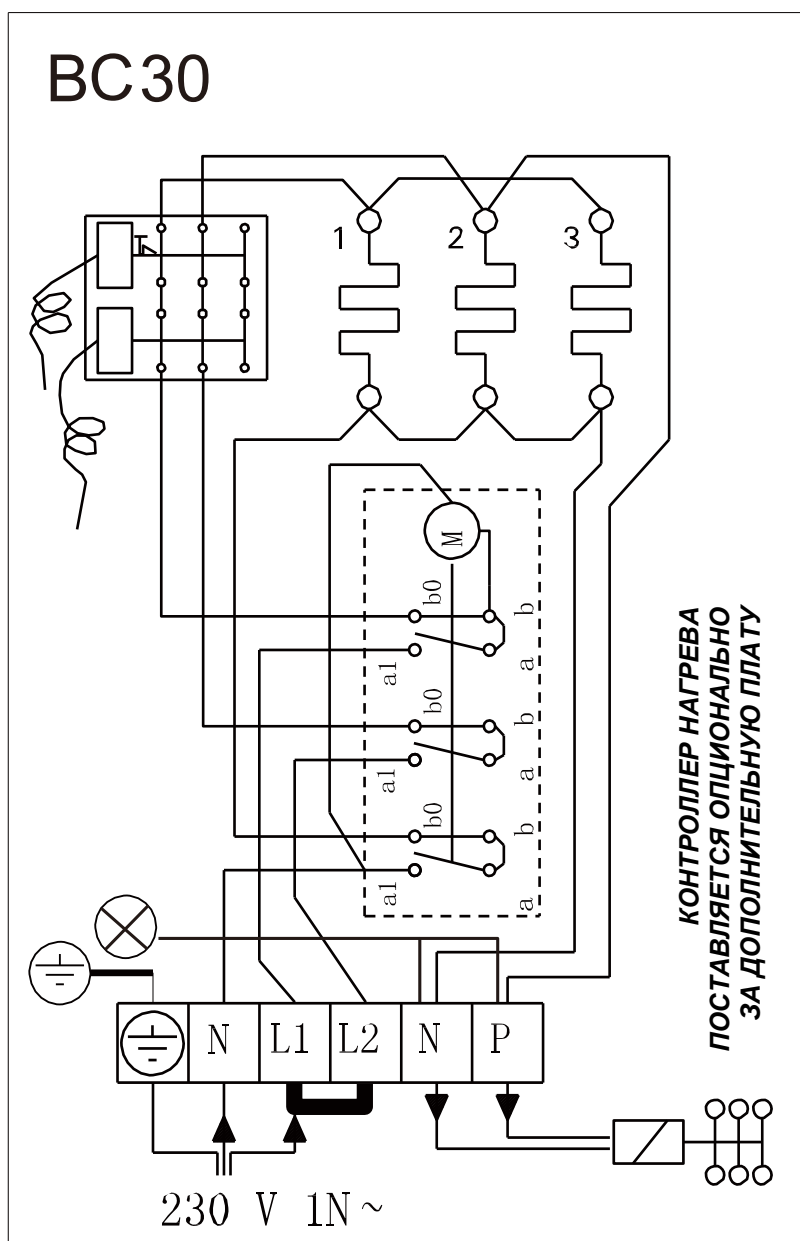 BC30
1 2 3
M
b0 b
a1 a
b0 b
a1 a
b0 b
a1 a
КОНТРОЛЛЕР НАГРЕВА
ПОСТАВЛЯЕТСЯ ОПЦИОНАЛЬНО
ЗА ДОПОЛНИТЕЛЬНУЮ ПЛАТУ
N L1 L2 N P
230 V 1N~